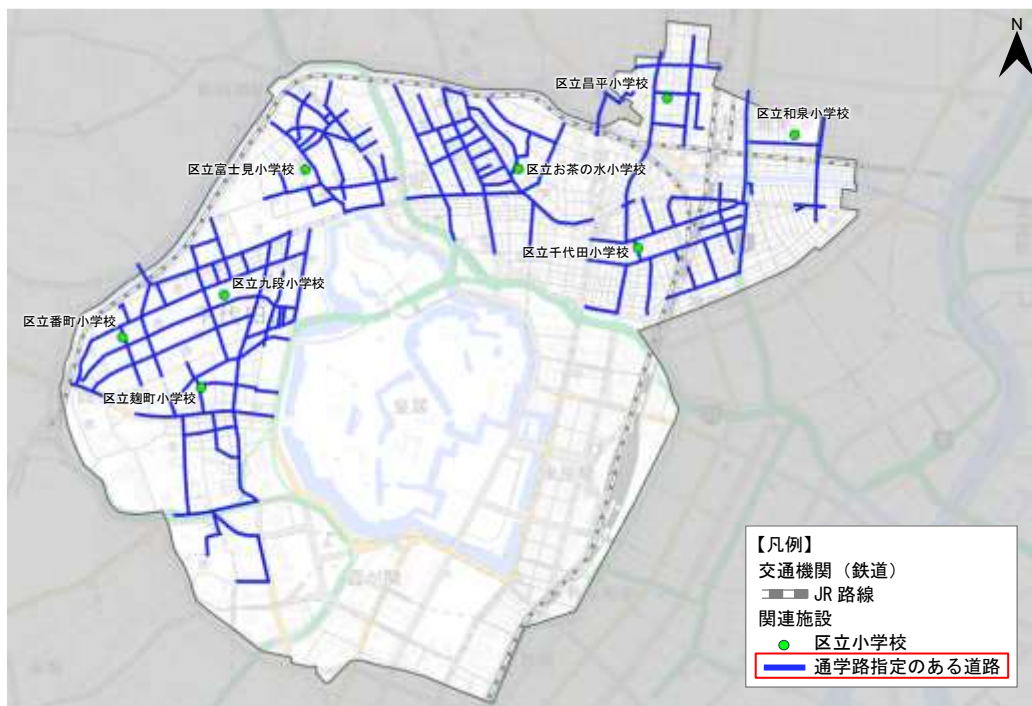 N
区立昌平小学校
区立和泉小学校
区立富士見小学校
区立お茶の水小学校
区立千代田小学校
区立九段小学校
区立番町小学校
区立麹町小学校
皇居
霞が関
【凡例】
交通機関（鉄道）
JR 路線
関連施設
区立小学校
通学路指定のある道路